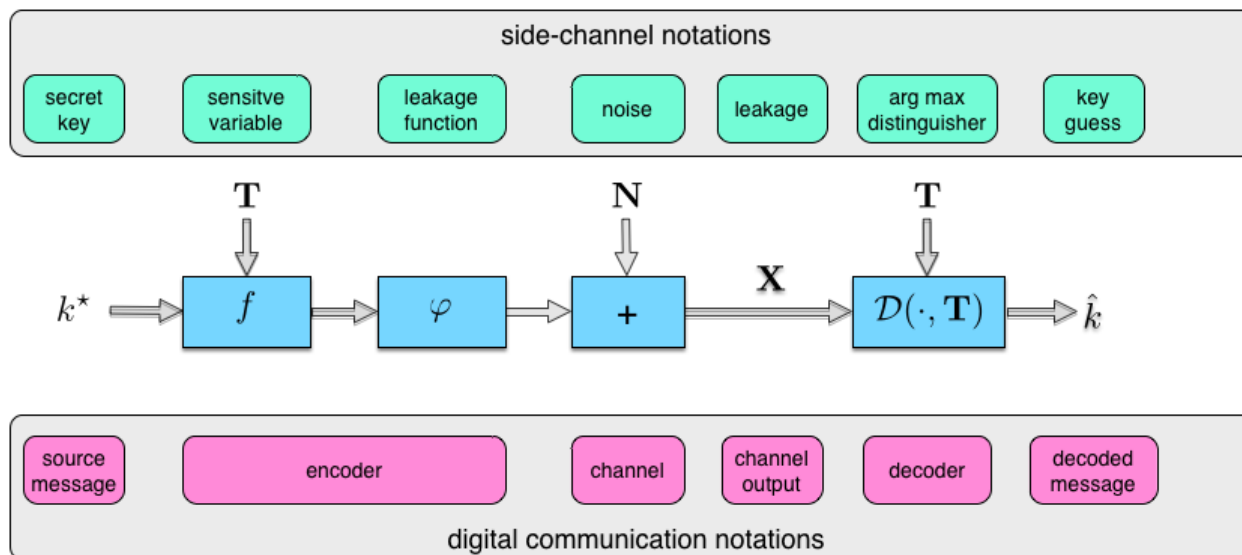 side-channel notations
secret key
sensitve variable
leakage function
noise
leakage
arg max distinguisher
key guess
T
N
T
k⋆
f
φ
+
X
𝒟(·, T)
k̂
source message
encoder
channel
channel output
decoder
decoded message
digital communication notations